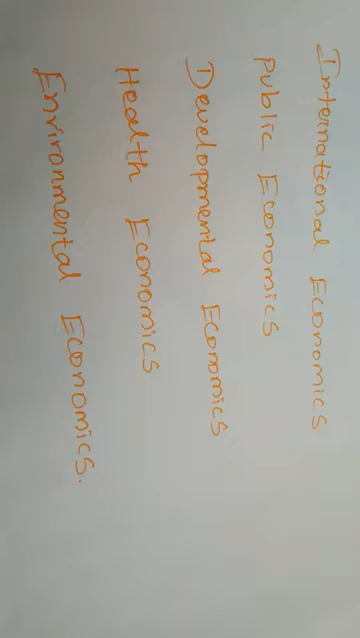 International Economics
Public Economics
Developmental Economics
Health Economics
Environmental Economics.